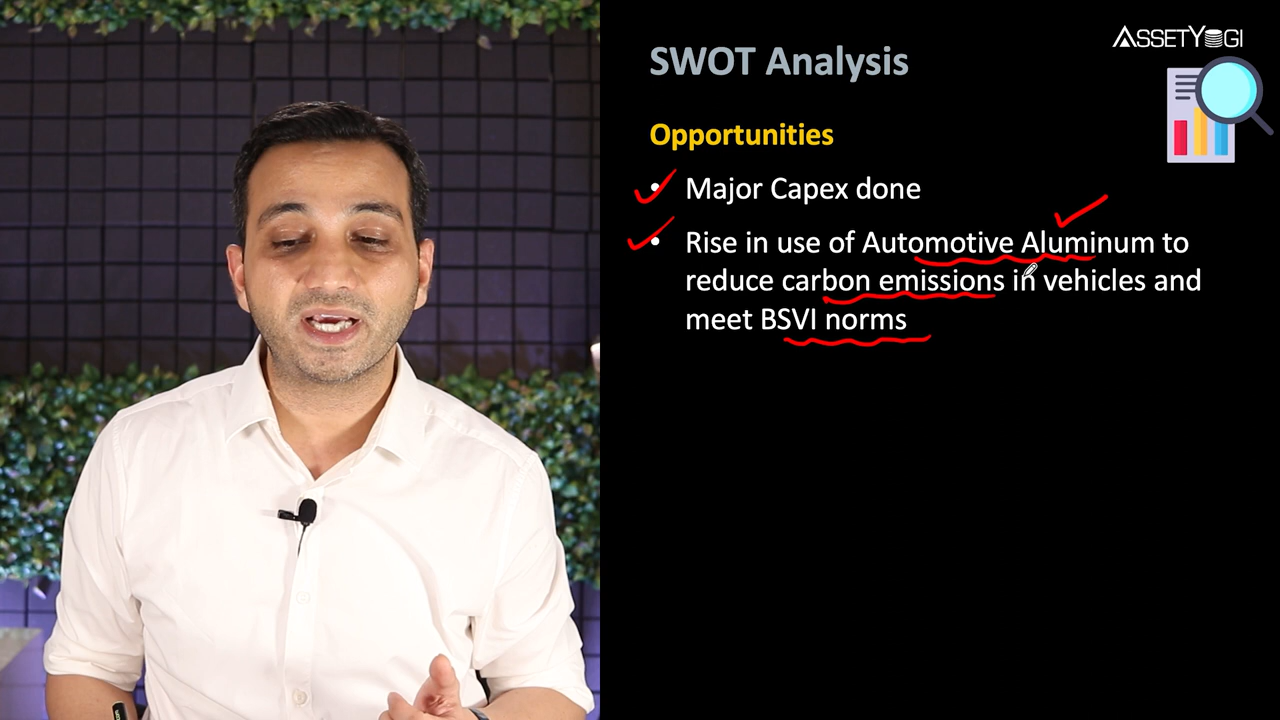 ASSETYOGI
SWOT Analysis
Opportunities
• Major Capex done
• Rise in use of Automotive Aluminum to
reduce carbon emissions in vehicles and
meet BSVI norms